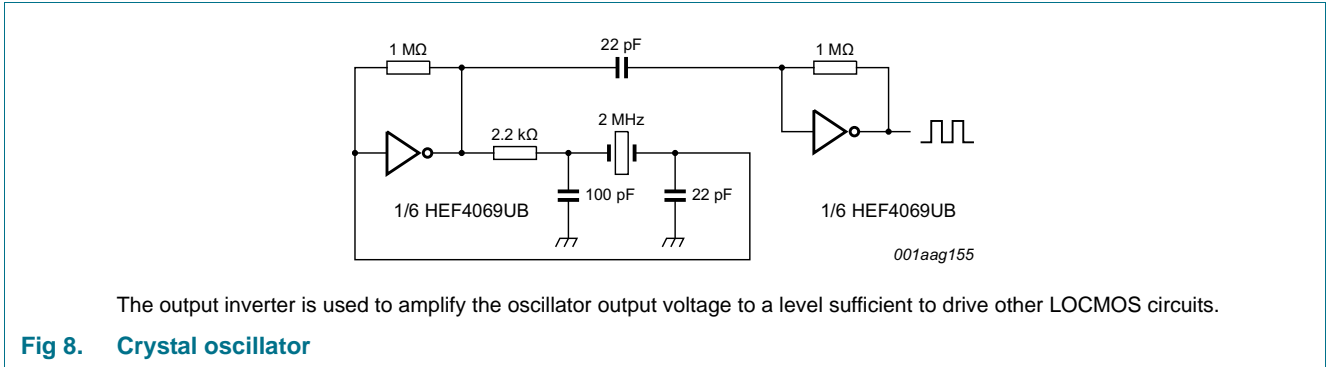 1 MΩ
22 pF
1 MΩ
2.2 kΩ
2 MHz
100 pF
22 pF
1/6 HEF4069UB
1/6 HEF4069UB
001aag155
The output inverter is used to amplify the oscillator output voltage to a level sufficient to drive other LOCMOS circuits.
Fig 8. Crystal oscillator